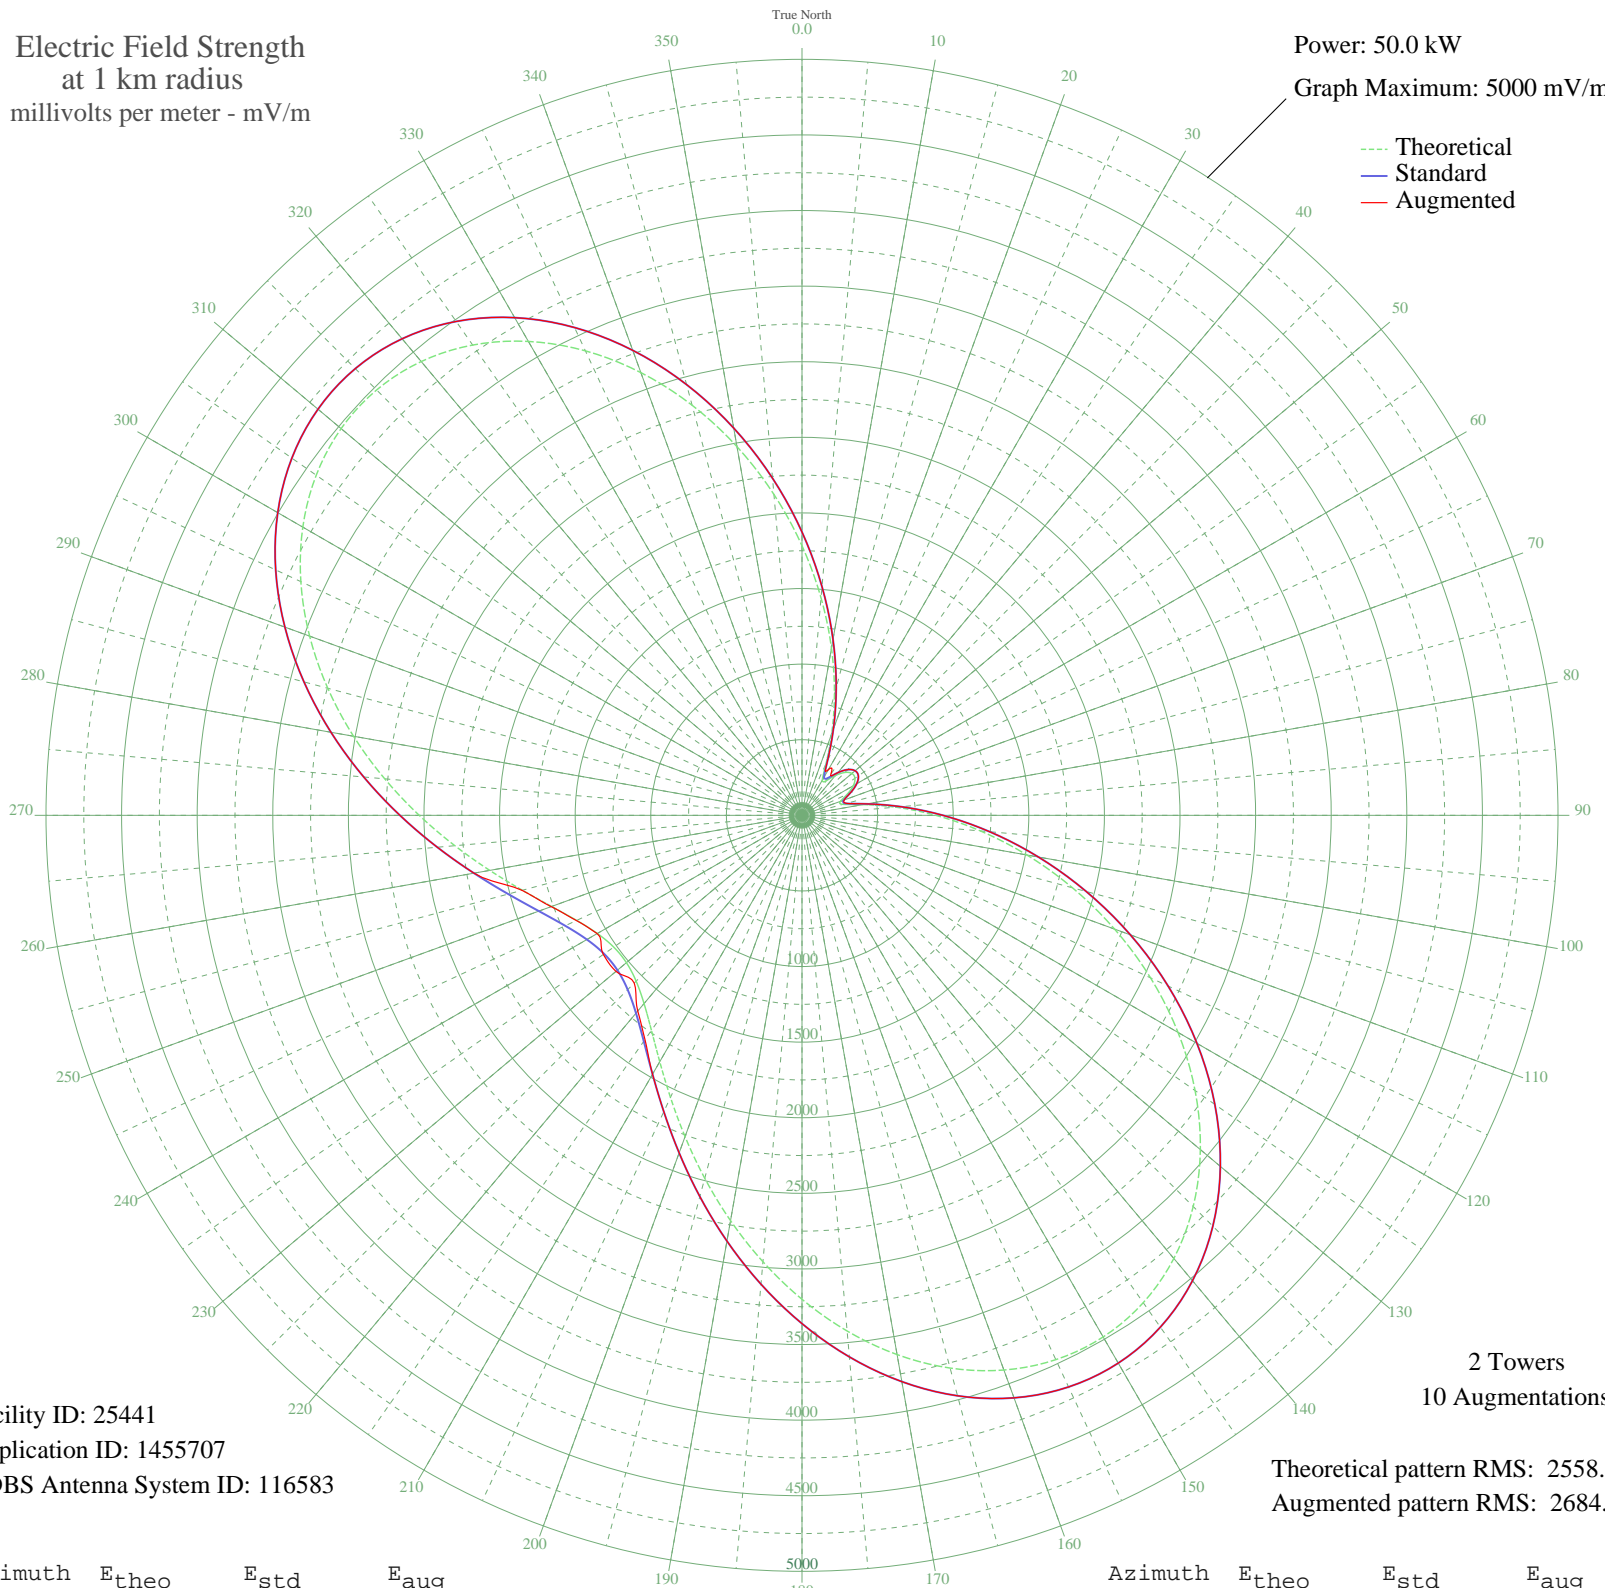 True North
0.0
Electric Field Strength
at 1 km radius
millivolts per meter - mV/m
Power: 50.0 kW
Graph Maximum: 5000 mV/m
Theoretical
Standard
Augmented
350
10
340
20
330
30
320
40
310
50
300
60
290
70
280
80
270
90
260
100
250
110
240
120
230
130
220
140
210
150
200
160
190
170
1000
1500
2000
2500
3000
3500
4000
4500
5000
2 Towers
10 Augmentations
cility ID: 25441
plication ID: 1455707
DBS Antenna System ID: 116583
Theoretical pattern RMS: 2558.
Augmented pattern RMS: 2684.
imuth Etheo Estd Eaug
Azimuth Etheo Estd Eaug